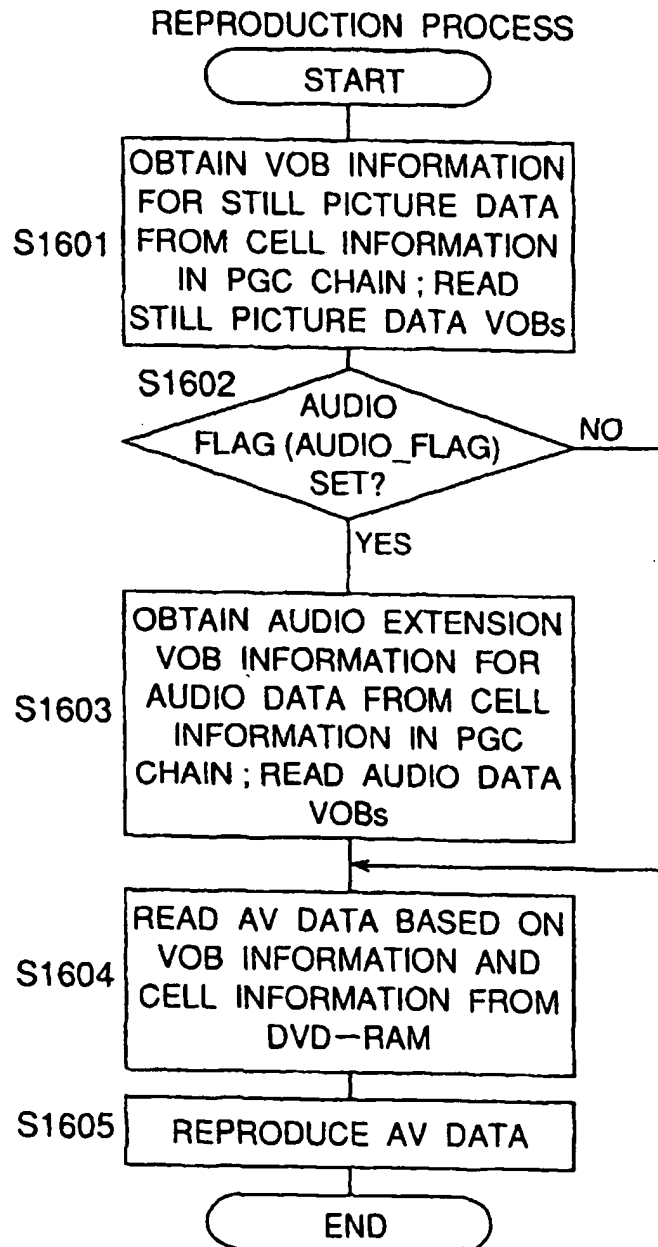 REPRODUCTION PROCESS
START
S1601
OBTAIN VOB INFORMATION
FOR STILL PICTURE DATA
FROM CELL INFORMATION
IN PGC CHAIN ; READ
STILL PICTURE DATA VOBs
S1602
AUDIO
FLAG (AUDIO_FLAG)
SET?
NO
YES
S1603
OBTAIN AUDIO EXTENSION
VOB INFORMATION FOR
AUDIO DATA FROM CELL
INFORMATION IN PGC
CHAIN ; READ AUDIO DATA
VOBs
S1604
READ AV DATA BASED ON
VOB INFORMATION AND
CELL INFORMATION FROM
DVD-RAM
S1605
REPRODUCE AV DATA
END